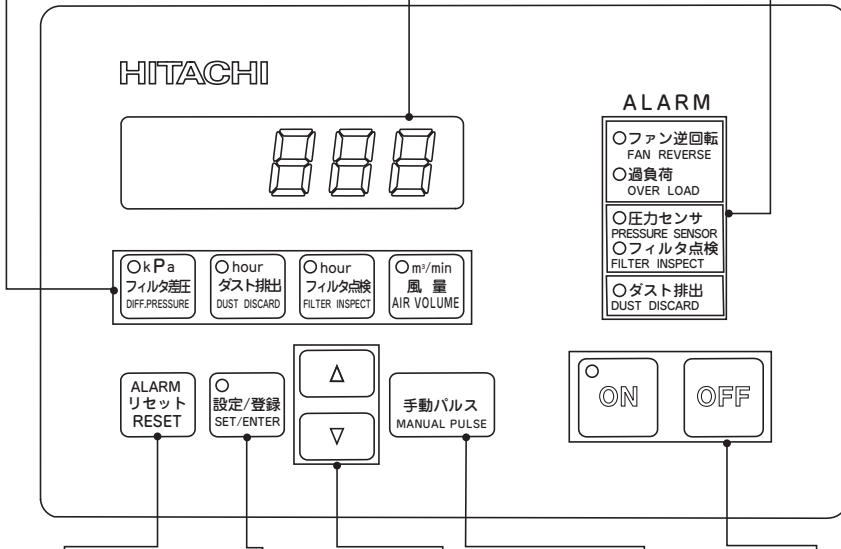 HITACHI
888
ALARM
ファン逆回転
FAN REVERSE
過負荷
OVER LOAD
圧力センサ
PRESSURE SENSOR
フィルタ点検
FILTER INSPECT
ダスト排出
DUST DISCARD
kPa
フィルタ差圧
DIFF.PRESSURE
hour
ダスト排出
DUST DISCARD
hour
フィルタ点検
FILTER INSPECT
m³/min
風 量
AIR VOLUME
ALARM
リセット
RESET
設定/登録
SET/ENTER
△
▽
手動パルス
MANUAL PULSE
ON
OFF